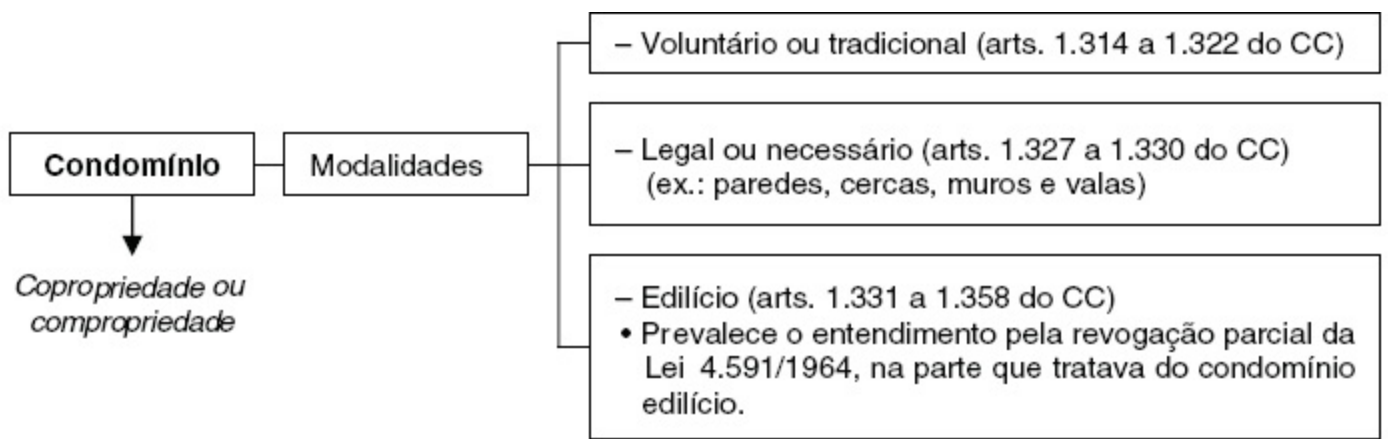 – Voluntário ou tradicional (arts. 1.314 a 1.322 do CC)
Condomínio
Modalidades
– Legal ou necessário (arts. 1.327 a 1.330 do CC)
(ex.: paredes, cercas, muros e valas)
Copropriedade ou
compropriedade
– Edilício (arts. 1.331 a 1.358 do CC)
• Prevalece o entendimento pela revogação parcial da
Lei 4.591/1964, na parte que tratava do condomínio
edilício.